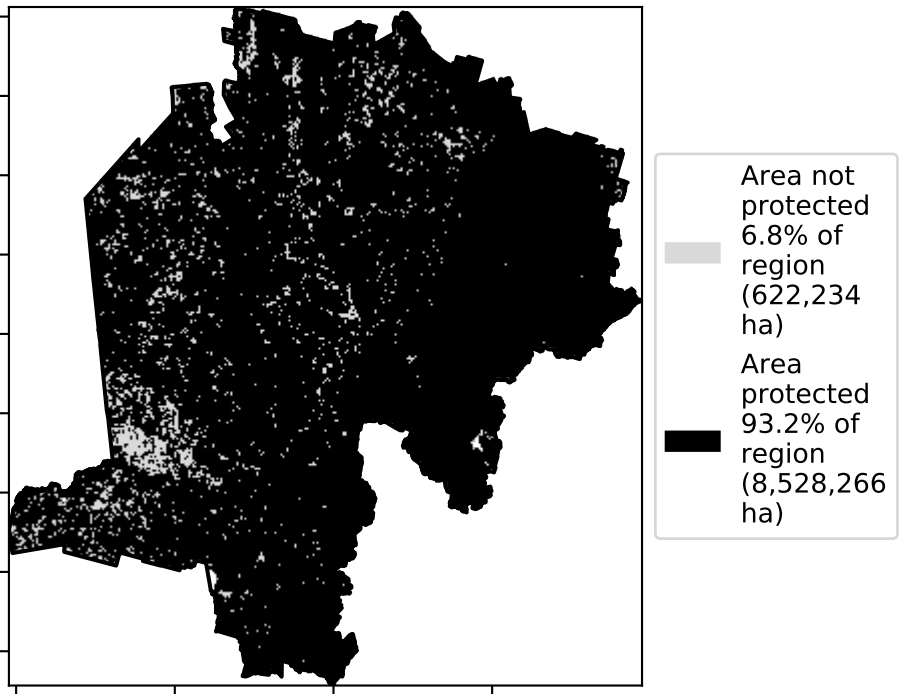 Area not
protected
6.8% of
region
(622,234
ha)
Area
protected
93.2% of
region
(8,528,266
ha)